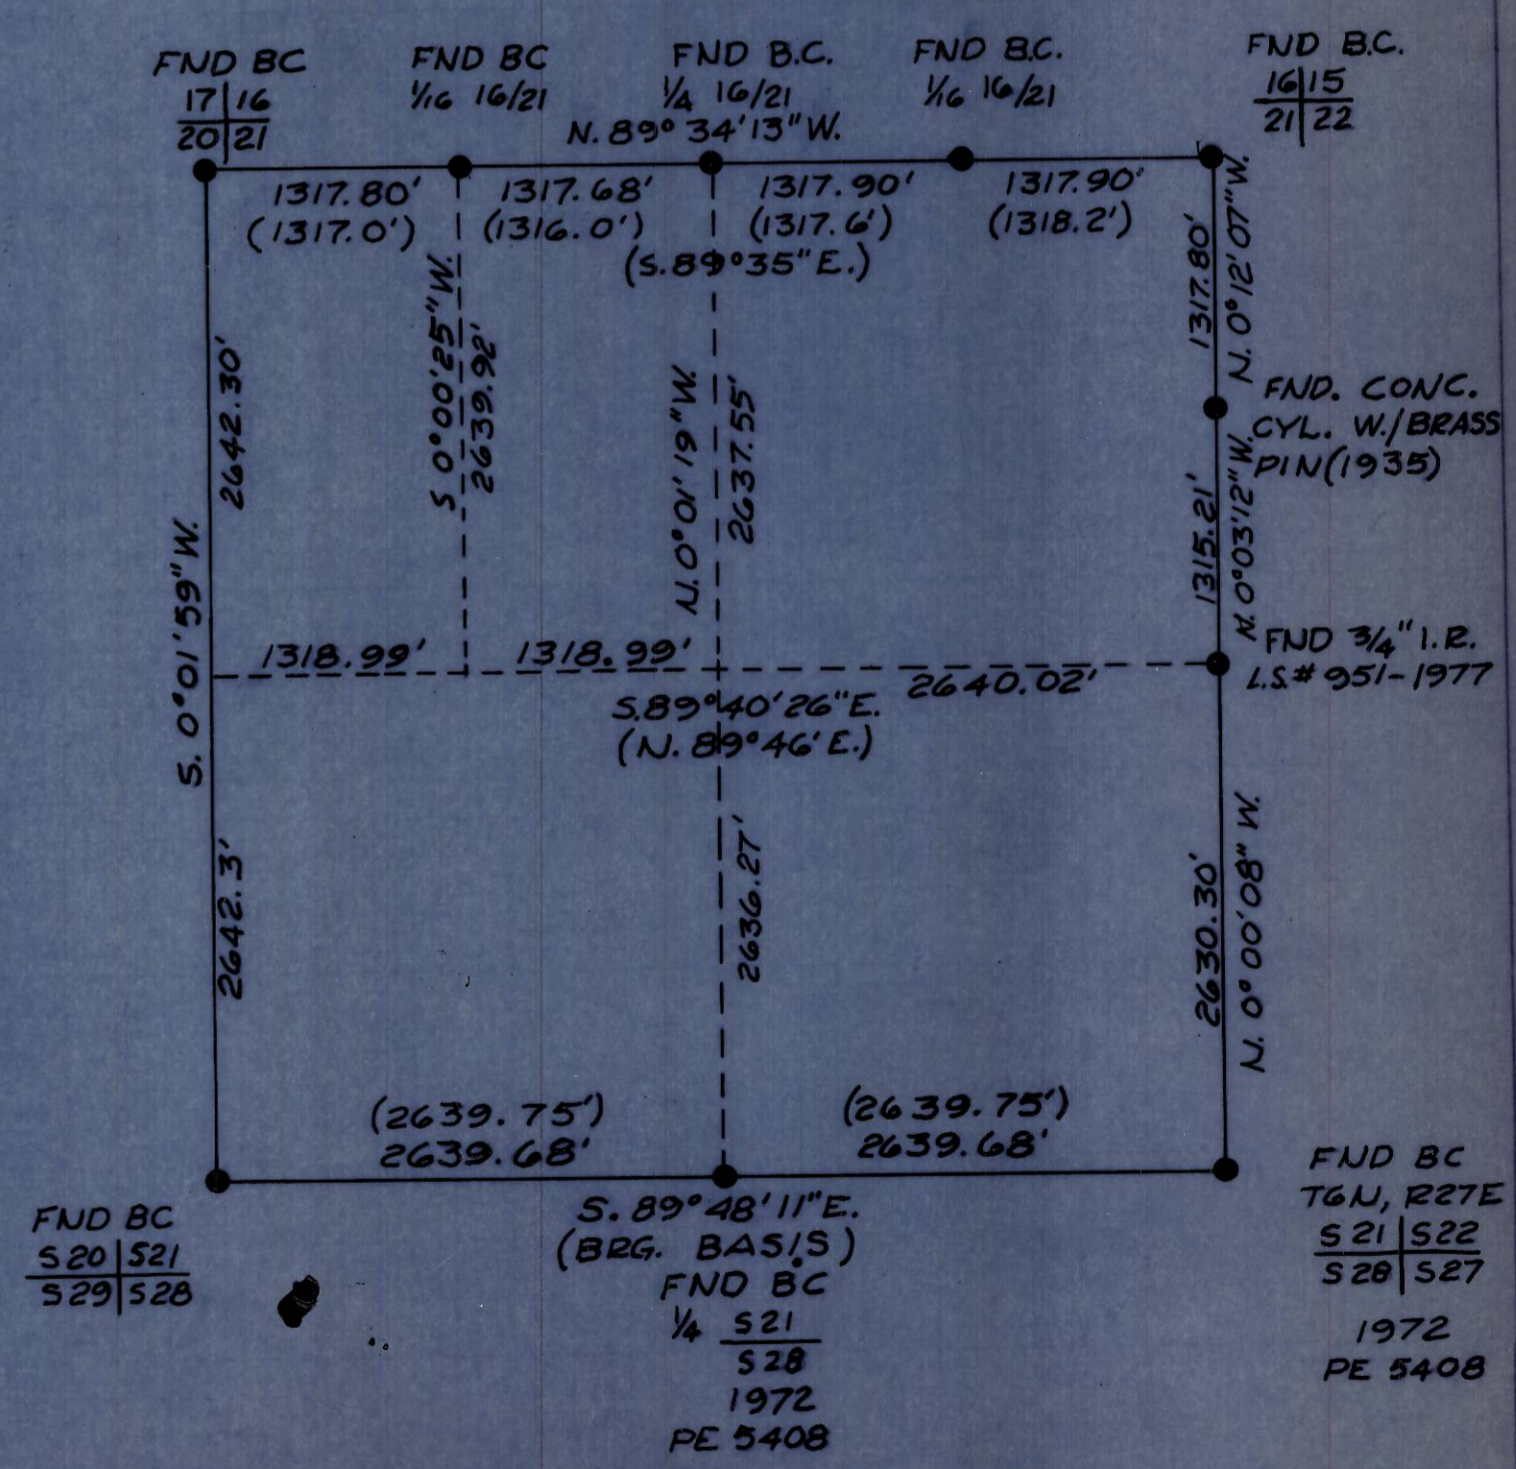 FND BC
17|16
20|21
FND BC
1/16 16/21
FND B.C.
1/4 16/21
FND B.C.
1/16 16/21
FND B.C.
16|15
21|22
N. 89° 34' 13" W.
1317.80'
(1317.0')
1317.68'
(1316.0')
1317.90'
(1317.6')
1317.90'
(1318.2')
(S. 89°35" E.)
S. 0°01'59" W.
2642.30'
2642.3'
S 0°00'25" W.
2639.92'
N. 0°01'19" W.
2637.55'
1317.80'
N. 0°12'07" W.
FND. CONC.
CYL. W./BRASS
PIN (1935)
1315.21'
N. 0°03'12" W.
FND 3/4" I.R.
L.S.# 951-1977
1318.99'
1318.99'
2640.02'
S. 89°40'26" E.
(N. 89°46' E.)
2636.27'
2630.30'
N. 0°00'08" W.
(2639.75')
2639.68'
(2639.75')
2639.68'
S. 89°48'11" E.
(BRG. BASIS)
FND BC
S20|S21
S29|S28
FND BC
1/4 S21
S28
1972
PE 5408
FND BC
T6N, R27E
S21|S22
S28|S27
1972
PE 5408